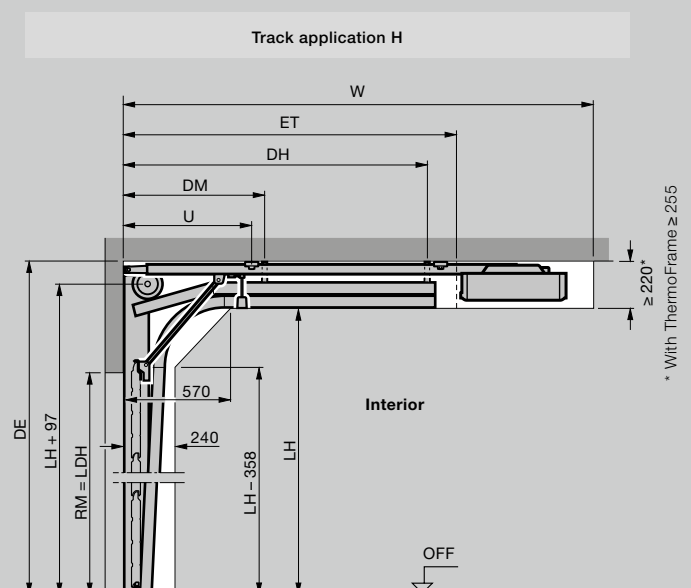 Track application H
W
ET
DH
DM
U
≥ 220*
* With ThermoFrame ≥ 255
570
Interior
240
DE
LH + 97
RM = LDH
LH – 358
LH
OFF